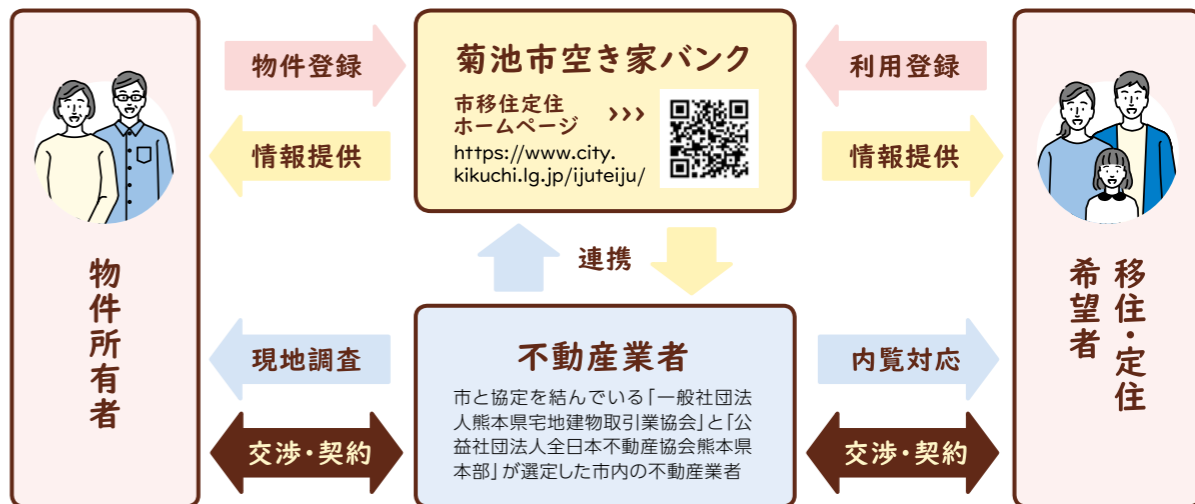 物件登録
情報提供
菊池市空き家バンク
市移住定住
ホームページ >>>
https://www.city.
kikuchi.lg.jp/ijuteiju/
利用登録
情報提供
連携
物件所有者
現地調査
交渉・契約
不動産業者
市と協定を結んでいる「一般社団法
人熊本県宅地建物取引業協会」と「公
益社団法人全日本不動産協会熊本県
本部」が選定した市内の不動産業者
内覧対応
交渉・契約
移住・定住
希望者